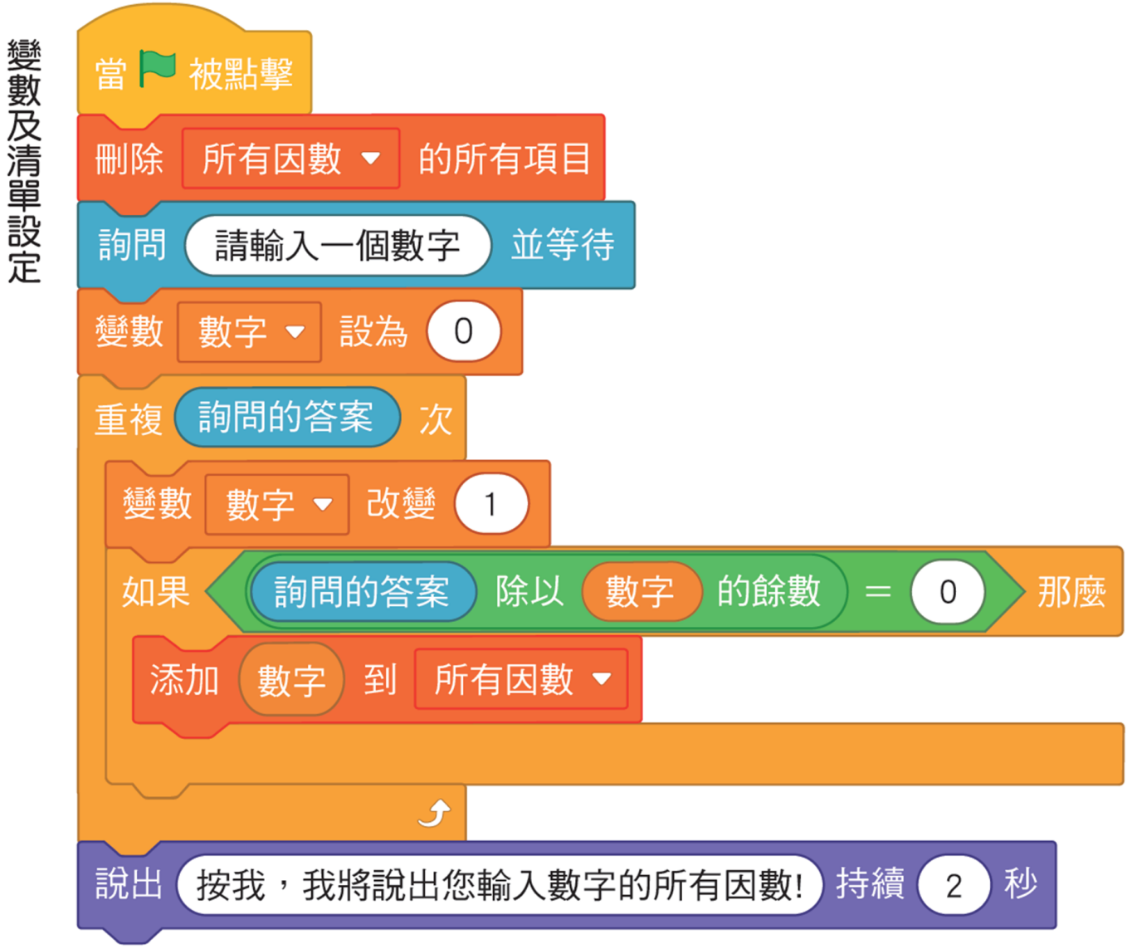 變數及清單設定
當 被點擊
刪除 所有因數 的所有項目
詢問 請輸入一個數字 並等待
變數 數字 設為 0
重複 詢問的答案 次
變數 數字 改變 1
如果 詢問的答案 除以 數字 的餘數 = 0 那麼
添加 數字 到 所有因數
說出 按我，我將說出您輸入數字的所有因數! 持續 2 秒